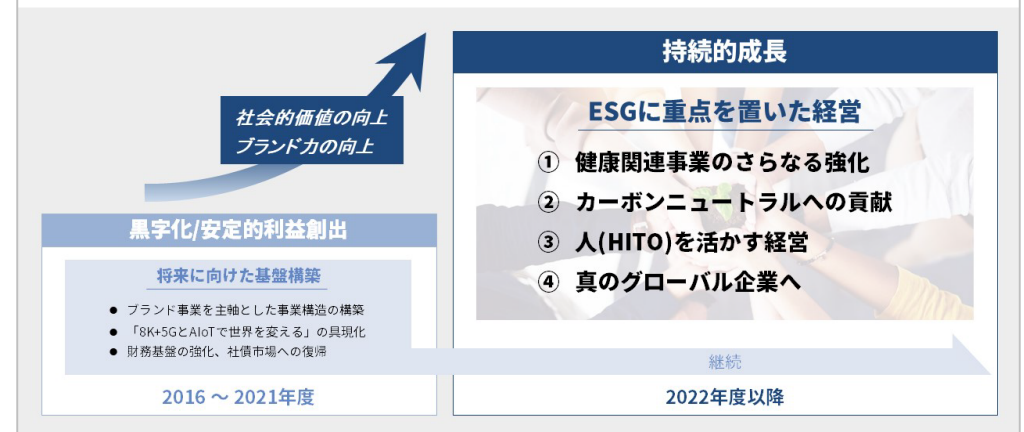 持続的成長
ESGに重点を置いた経営
① 健康関連事業のさらなる強化
② カーボンニュートラルへの貢献
③ 人(HITO)を活かす経営
④ 真のグローバル企業へ
社会的価値の向上
ブランド力の向上
黒字化/安定的利益創出
将来に向けた基盤構築
● ブランド事業を主軸とした事業構造の構築
● 「8K+5GとAIoTで世界を変える」の具現化
● 財務基盤の強化、社債市場への復帰
継続
2016 ～ 2021年度
2022年度以降